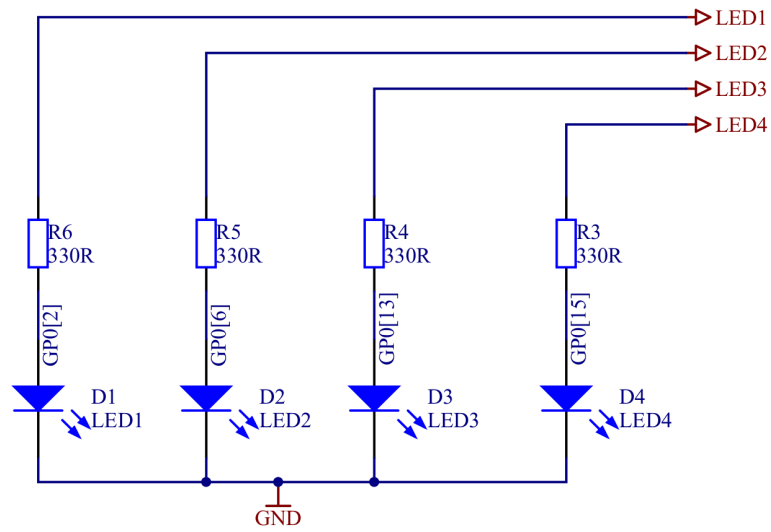 LED1
LED2
LED3
LED4
R6
330R
R5
330R
R4
330R
R3
330R
GP0[2]
GP0[6]
GP0[13]
GP0[15]
D1
LED1
D2
LED2
D3
LED3
D4
LED4
GND